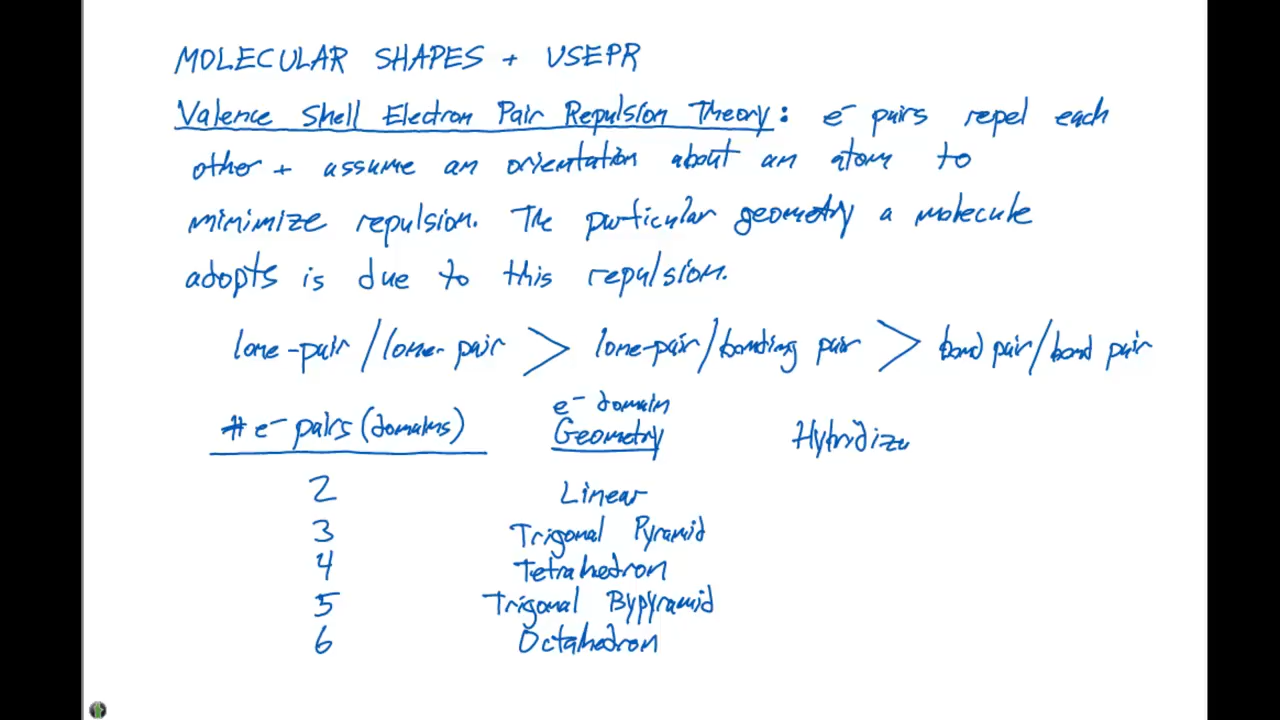 MOLECULAR SHAPES + VSEPR
Valence Shell Electron Pair Repulsion Theory: e⁻ pairs repel each
other + assume an orientation about an atom to
minimize repulsion. The particular geometry a molecule
adopts is due to this repulsion.
lone-pair/lone-pair > lone-pair/bonding pair > bond pair/bond pair
# e⁻ pairs (domains) e⁻ domain Geometry Hybridize
2 Linear
3 Trigonal Pyramid
4 Tetrahedron
5 Trigonal Bypyramid
6 Octahedron